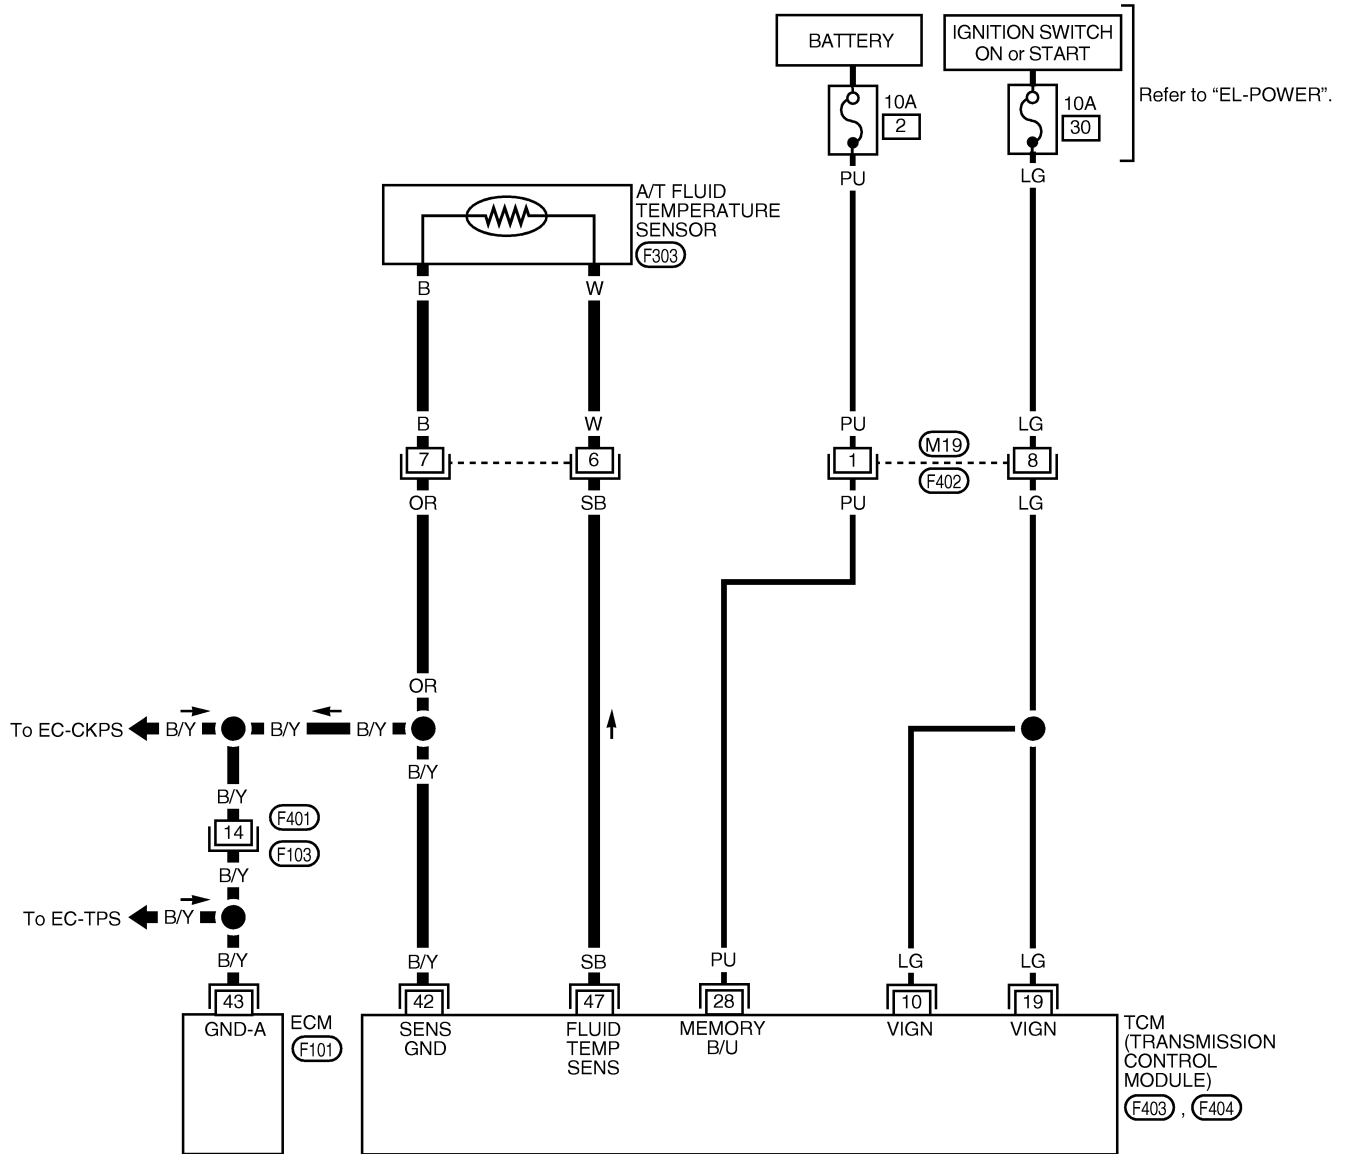 BATTERY
IGNITION SWITCH
ON or START
Refer to “EL-POWER”.
10A
2
10A
30
PU
LG
A/T FLUID
TEMPERATURE
SENSOR
F303
B
W
B
W
PU
LG
7
6
1
M19
8
F402
OR
SB
PU
LG
OR
To EC-CKPS
B/Y
B/Y
B/Y
B/Y
B/Y
14
F401
F103
B/Y
To EC-TPS
B/Y
B/Y
B/Y
SB
PU
LG
LG
43
42
47
28
10
19
GND-A
ECM
F101
SENS
GND
FLUID
TEMP
SENS
MEMORY
B/U
VIGN
VIGN
TCM
(TRANSMISSION
CONTROL
MODULE)
F403 , F404